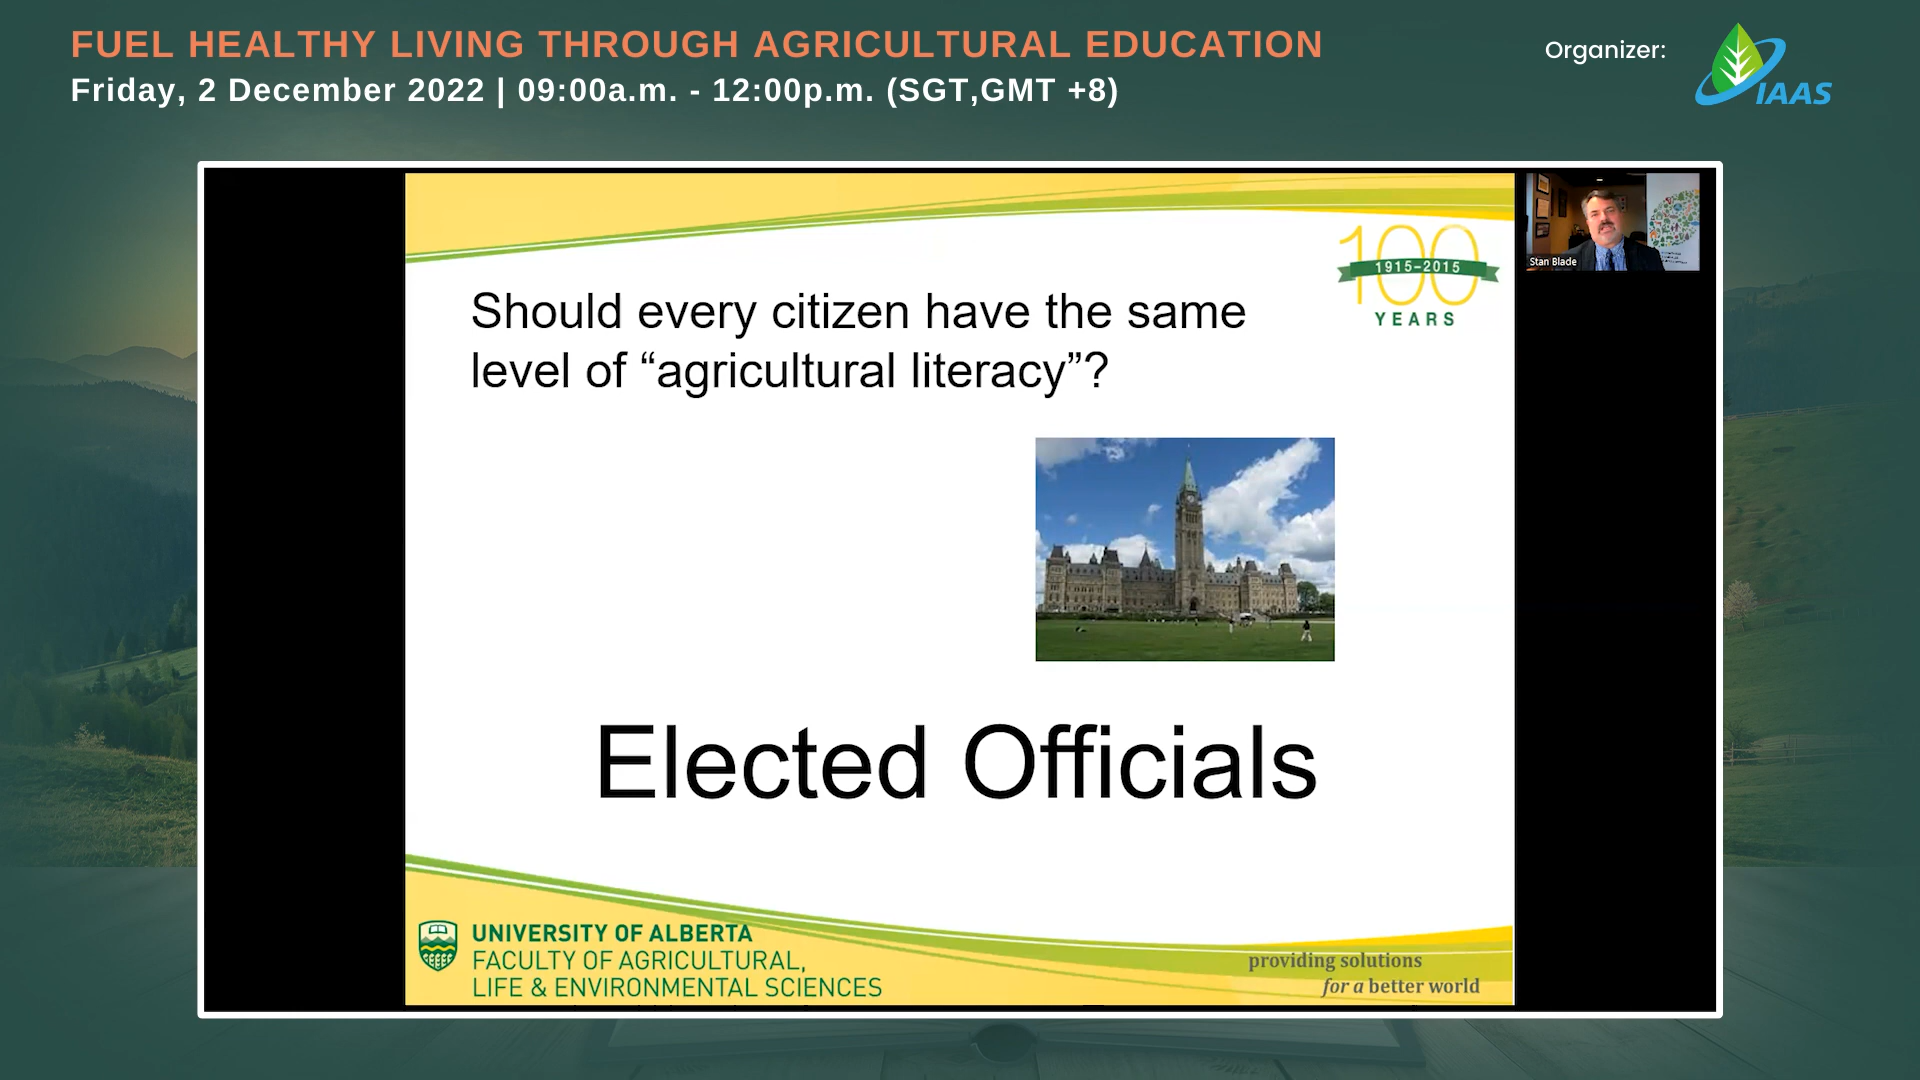 FUEL HEALTHY LIVING THROUGH AGRICULTURAL EDUCATION
Friday, 2 December 2022 | 09:00a.m. - 12:00p.m. (SGT,GMT +8)
Organizer:
IAAS
Stan Blade
100
1915-2015
YEARS
Should every citizen have the same
level of “agricultural literacy”?
Elected Officials
UNIVERSITY OF ALBERTA
FACULTY OF AGRICULTURAL,
LIFE & ENVIRONMENTAL SCIENCES
providing solutions
for a better world